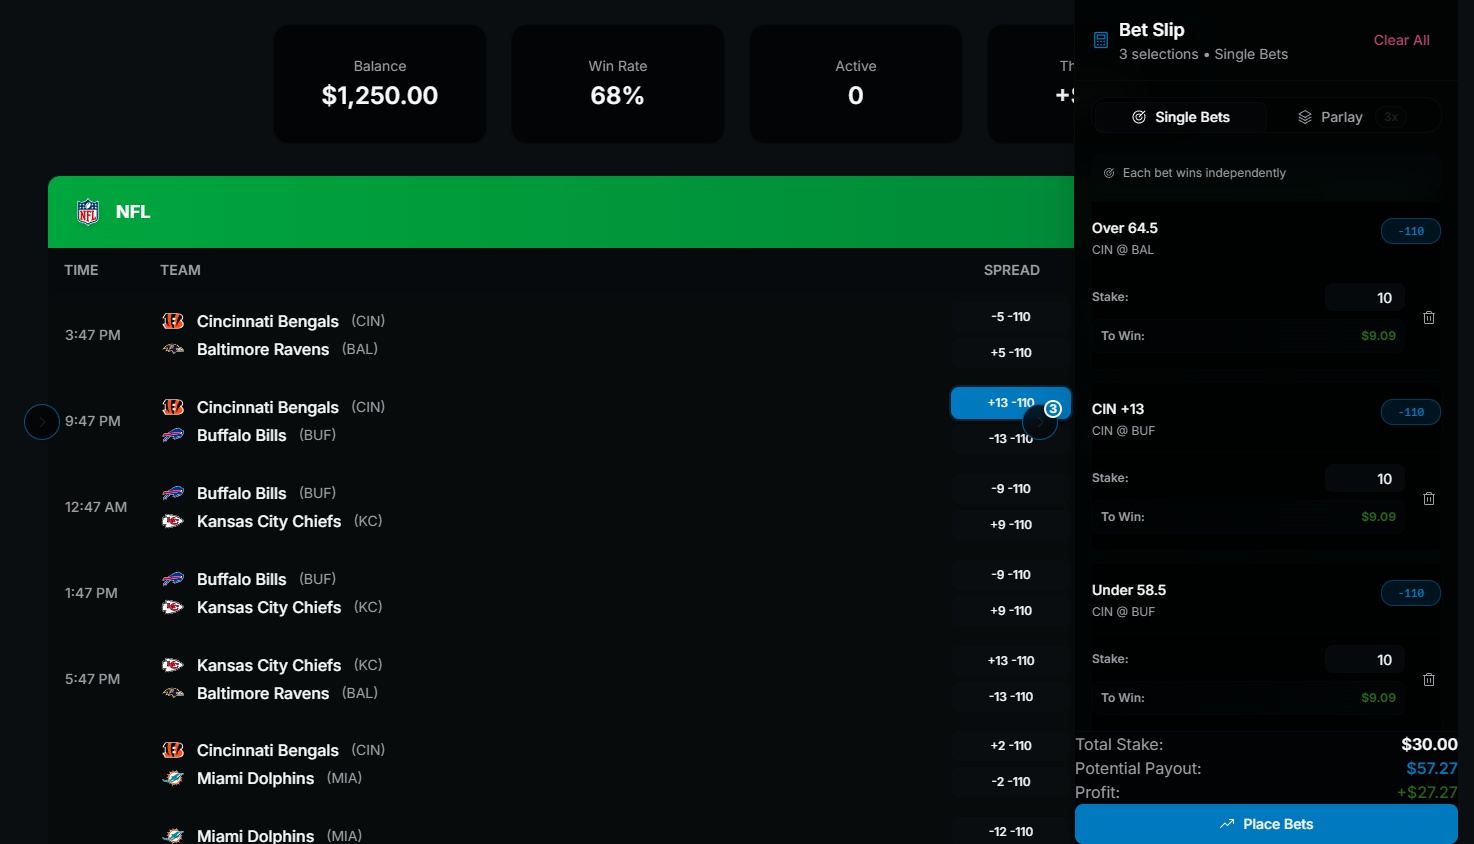 Balance
$1,250.00
Win Rate
68%
Active
0
Bet Slip
3 selections • Single Bets
Clear All
Single Bets
Parlay 3x
Each bet wins independently
NFL
TIME TEAM SPREAD
3:47 PM
Cincinnati Bengals (CIN) -5 -110
Baltimore Ravens (BAL) +5 -110
9:47 PM
Cincinnati Bengals (CIN) +13 -110
3
Buffalo Bills (BUF) -13 -110
12:47 AM
Buffalo Bills (BUF) -9 -110
Kansas City Chiefs (KC) +9 -110
1:47 PM
Buffalo Bills (BUF) -9 -110
Kansas City Chiefs (KC) +9 -110
5:47 PM
Kansas City Chiefs (KC) +13 -110
Baltimore Ravens (BAL) -13 -110
Cincinnati Bengals (CIN) +2 -110
Miami Dolphins (MIA) -2 -110
Miami Dolphins (MIA) -12 -110
Over 64.5 -110
CIN @ BAL
Stake: 10
To Win: $9.09
CIN +13 -110
CIN @ BUF
Stake: 10
To Win: $9.09
Under 58.5 -110
CIN @ BUF
Stake: 10
To Win: $9.09
Total Stake: $30.00
Potential Payout: $57.27
Profit: +$27.27
Place Bets